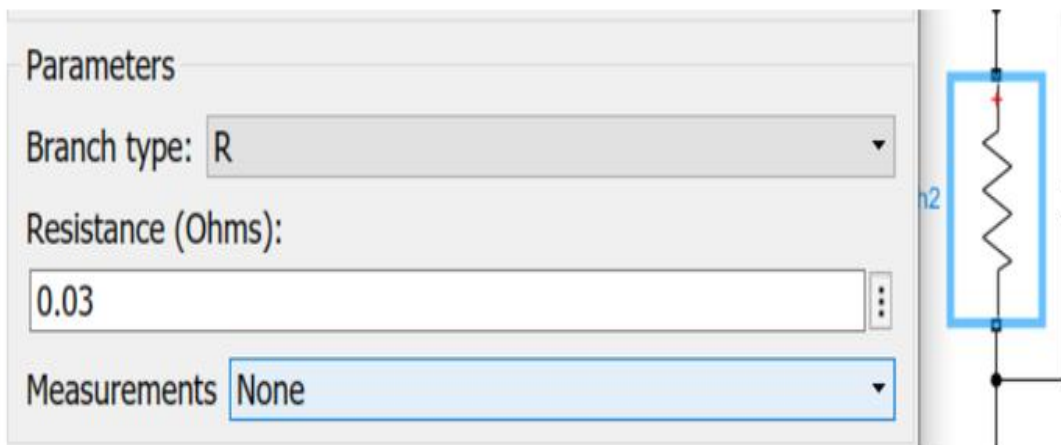 Parameters
Branch type: R
Resistance (Ohms):
0.03
Measurements None